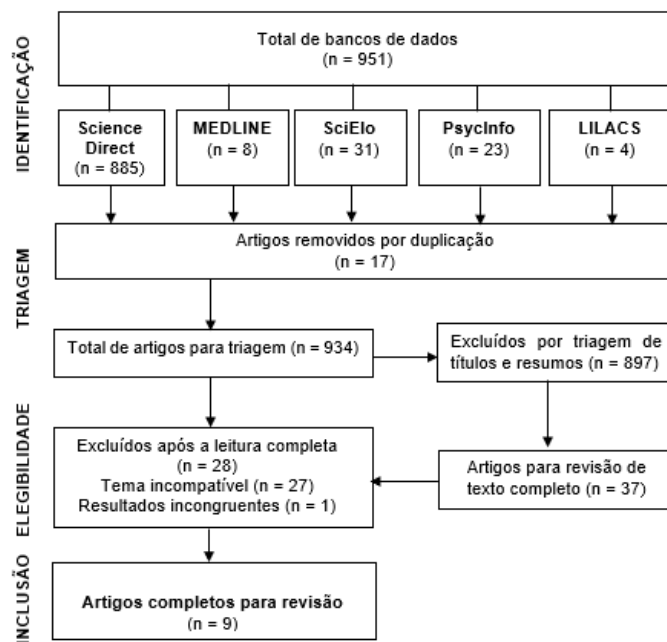 IDENTIFICAÇÃO
Total de bancos de dados
(n = 951)
Science
Direct
(n = 885)
MEDLINE
(n = 8)
SciElo
(n = 31)
PsycInfo
(n = 23)
LILACS
(n = 4)
TRIAGEM
Artigos removidos por duplicação
(n = 17)
Total de artigos para triagem (n = 934)
Excluídos por triagem de
títulos e resumos (n = 897)
ELEGIBILIDADE
Excluídos após a leitura completa
(n = 28)
Tema incompatível (n = 27)
Resultados incongruentes (n = 1)
Artigos para revisão de
texto completo (n = 37)
INCLUSÃO
Artigos completos para revisão
(n = 9)